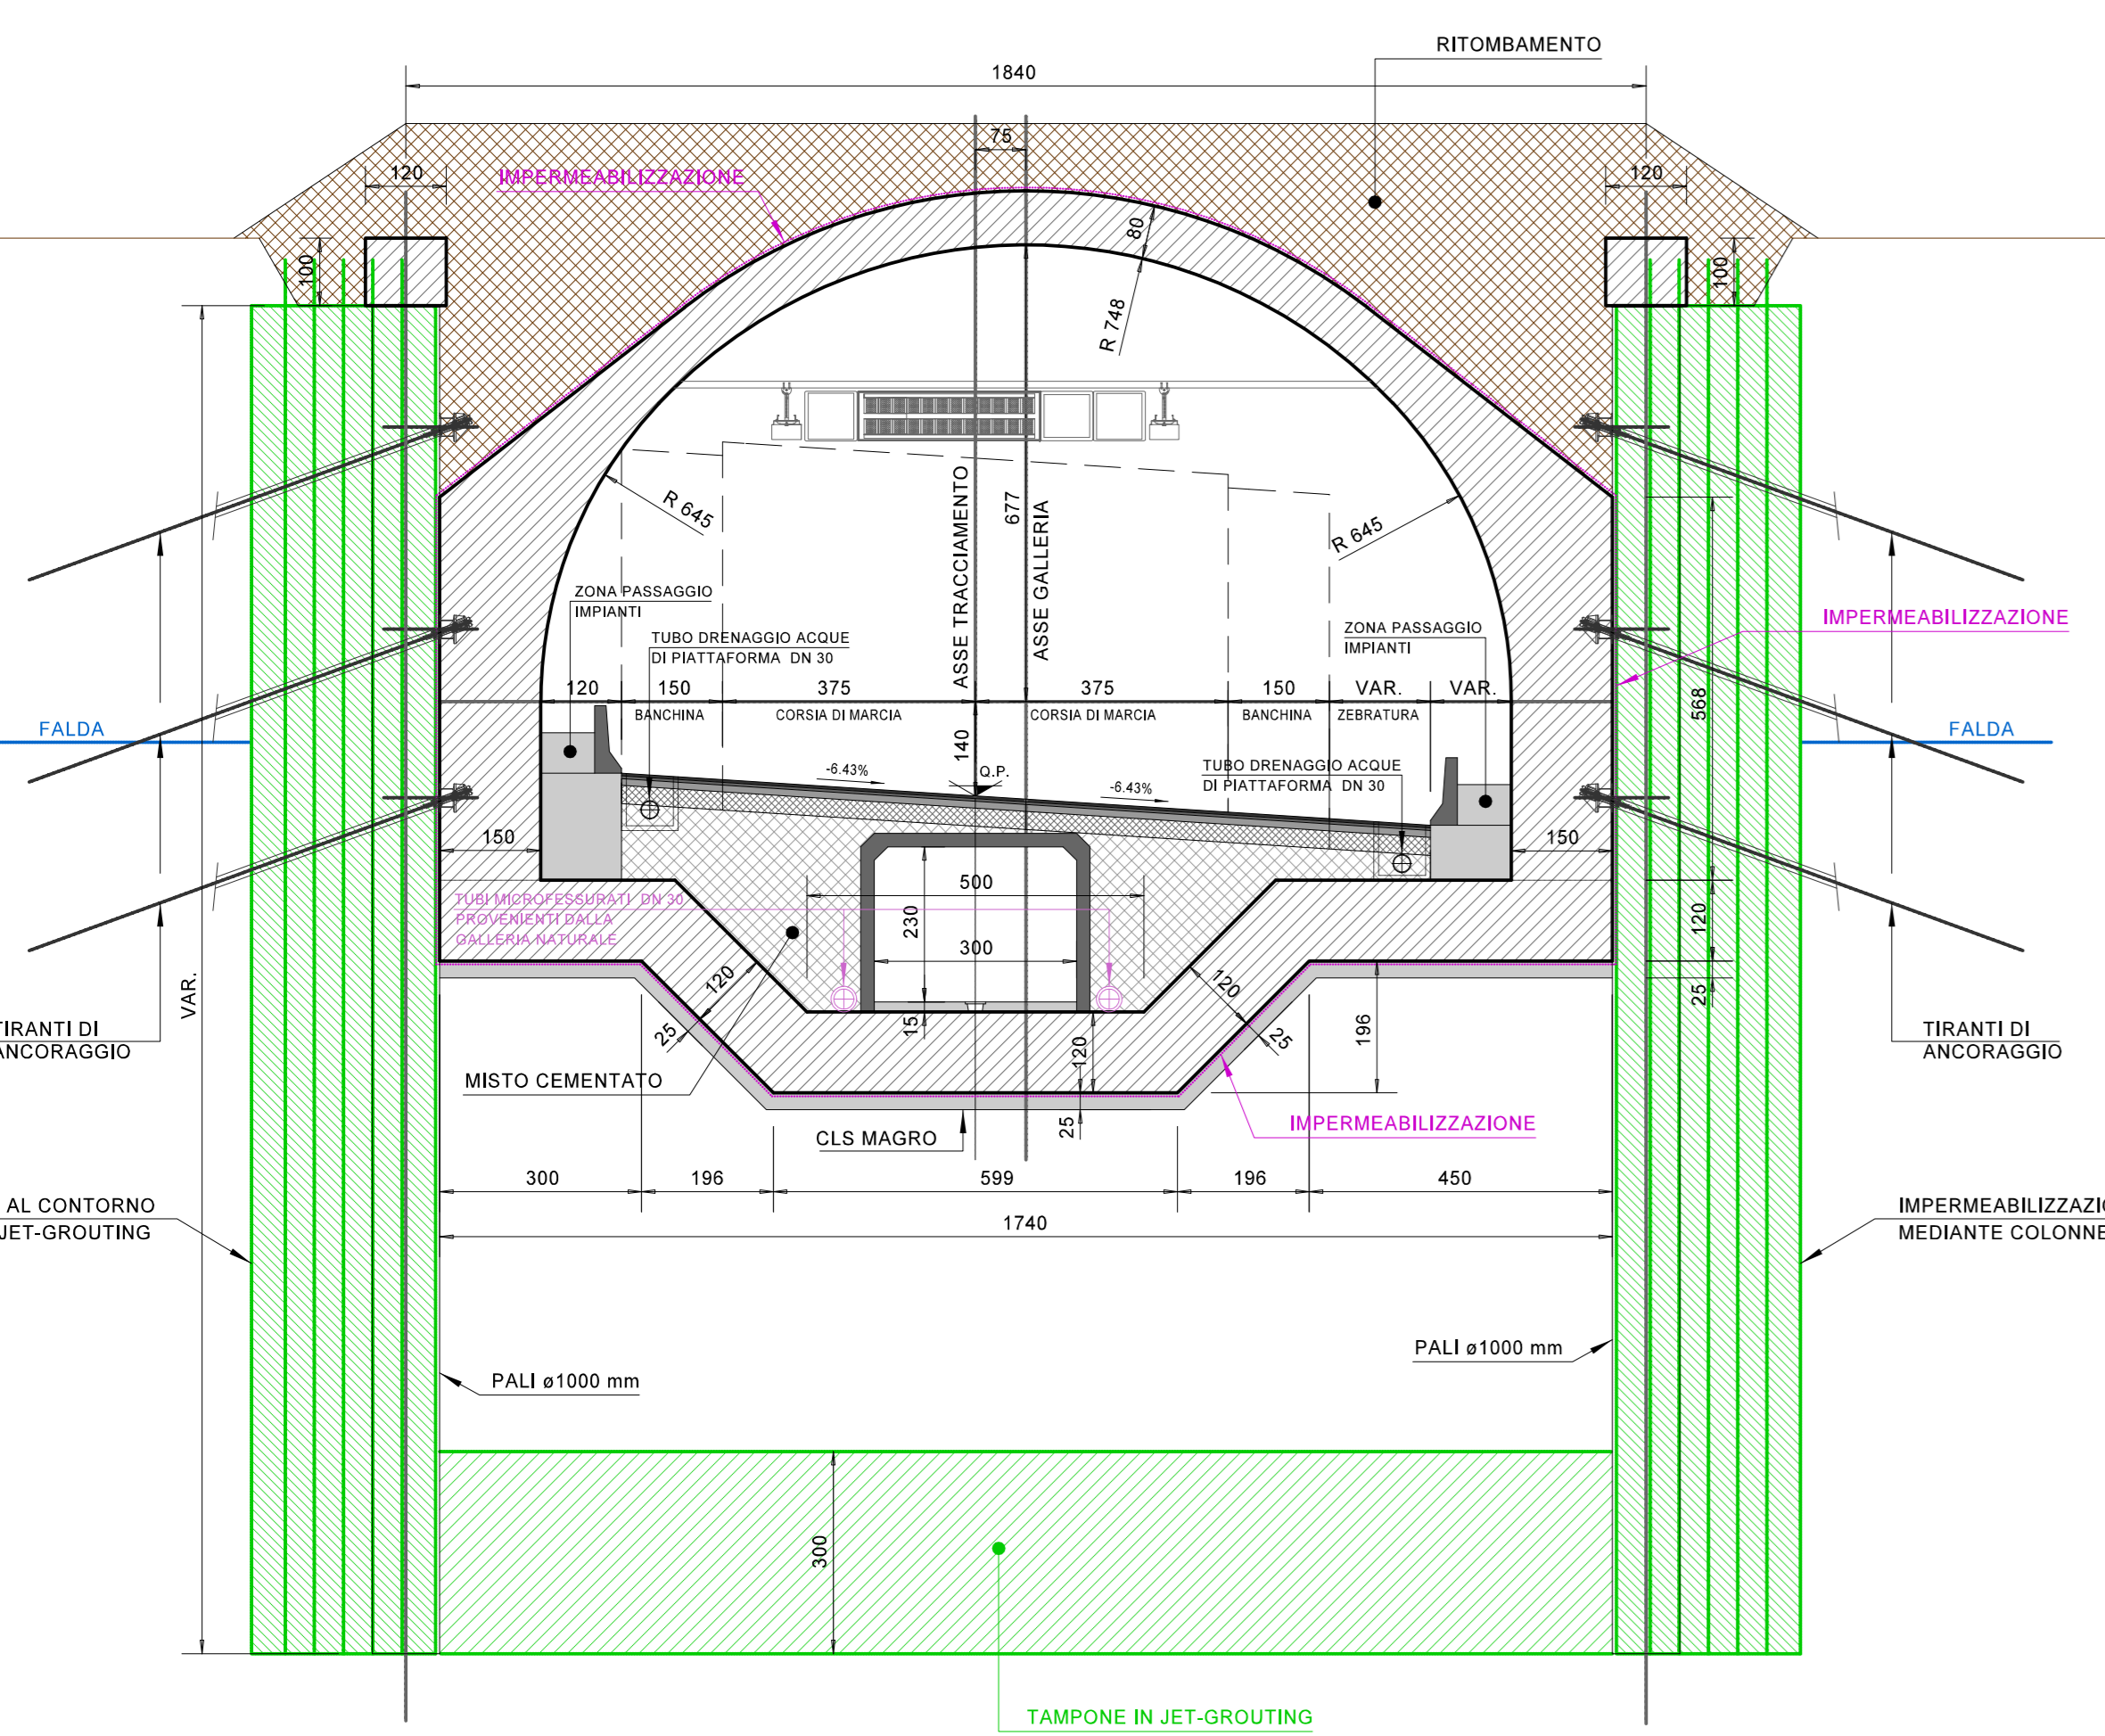 RITOMBAMENTO
1840
75
120
IMPERMEABILIZZAZIONE
120
80
100
100
R 748
R 645
677
ASSE TRACCIAMENTO
ASSE GALLERIA
R 645
ZONA PASSAGGIO
IMPIANTI
TUBO DRENAGGIO ACQUE
DI PIATTAFORMA DN 30
ZONA PASSAGGIO
IMPIANTI
IMPERMEABILIZZAZIONE
120
150
375
375
150
VAR.
VAR.
BANCHINA
CORSIA DI MARCIA
CORSIA DI MARCIA
BANCHINA
ZEBRATURA
568
FALDA
FALDA
140
-6.43%
Q.P.
-6.43%
TUBO DRENAGGIO ACQUE
DI PIATTAFORMA DN 30
150
150
500
TUBI MICROFESSURATI DN 30
PROVENIENTI DALLA
GALLERIA NATURALE
230
300
120
120
120
25
VAR.
15
25
25
196
120
TIRANTI DI
ANCORAGGIO
TIRANTI DI
ANCORAGGIO
MISTO CEMENTATO
CLS MAGRO
25
IMPERMEABILIZZAZIONE
300
196
599
196
450
1740
AL CONTORNO
JET-GROUTING
IMPERMEABILIZZAZI
MEDIANTE COLONNE
PALI ø1000 mm
PALI ø1000 mm
300
TAMPONE IN JET-GROUTING